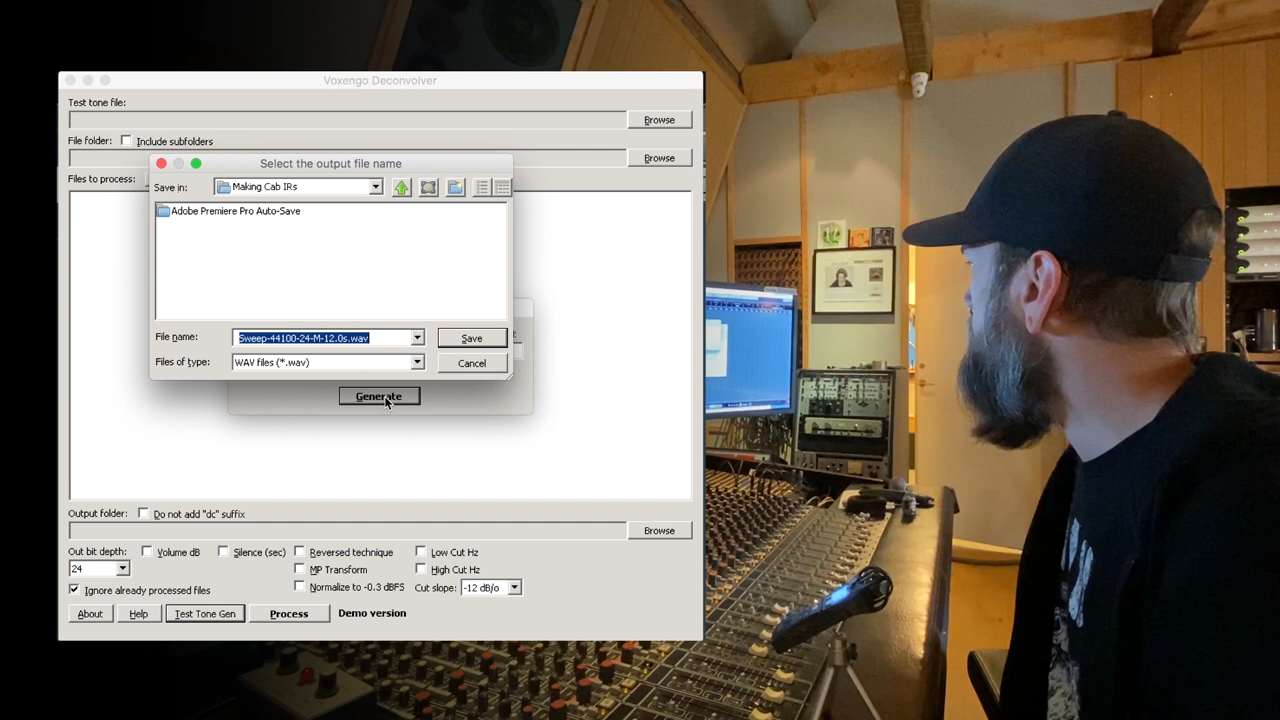 Voxengo Deconvolver
Test tone file:
Browse
File folder: Include subfolders
Browse
Files to process:
Select the output file name
Save in: Making Cab IRs
Adobe Premiere Pro Auto-Save
File name: Sweep-44100-24-M-12.0s.wav Save
Files of type: WAV files (*.wav) Cancel
Generate
Output folder: Do not add "dc" suffix
Browse
Out bit depth: Volume dB Silence (sec) Reversed technique Low Cut Hz
24 MP Transform High Cut Hz
Ignore already processed files Normalize to -0.3 dBFS Cut slope: -12 dB/o
About Help Test Tone Gen Process Demo version